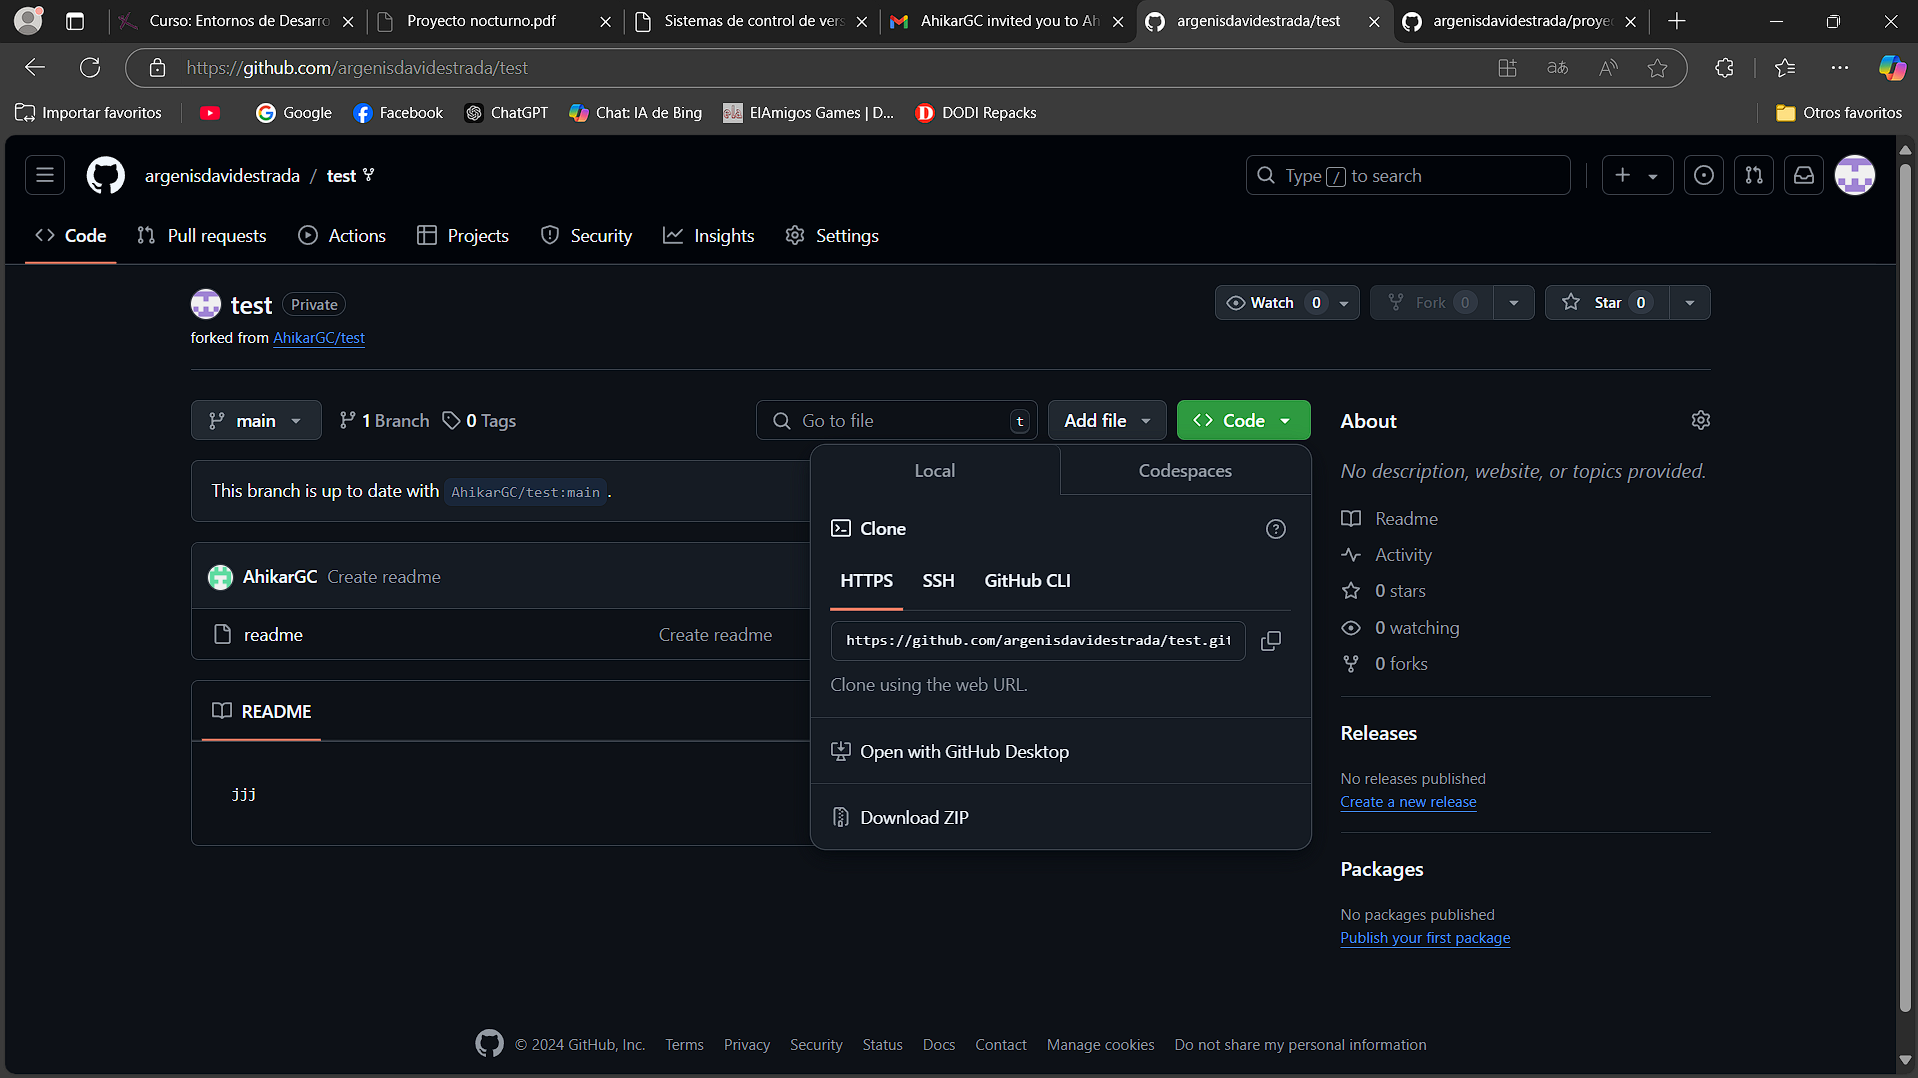 Curso: Entornos de Desarro
Proyecto nocturno.pdf
Sistemas de control de vers
AhikarGC invited you to Ah
argenisdavidestrada/test
argenisdavidestrada/proye
https://github.com/argenisdavidestrada/test
Importar favoritos
Google
Facebook
ChatGPT
Chat: IA de Bing
ElAmigos Games | D...
DODI Repacks
Otros favoritos
argenisdavidestrada / test
Type / to search
Code
Pull requests
Actions
Projects
Security
Insights
Settings
test Private
Watch 0
Fork 0
Star 0
forked from AhikarGC/test
main
1 Branch
0 Tags
Go to file t
Add file
Code
About
Local
Codespaces
No description, website, or topics provided.
This branch is up to date with AhikarGC/test:main .
Readme
Clone
Activity
AhikarGC Create readme
HTTPS
SSH
GitHub CLI
0 stars
readme
Create readme
https://github.com/argenisdavidestrada/test.git
0 watching
0 forks
Clone using the web URL.
README
Releases
Open with GitHub Desktop
No releases published
jjj
Create a new release
Download ZIP
Packages
No packages published
Publish your first package
© 2024 GitHub, Inc.
Terms
Privacy
Security
Status
Docs
Contact
Manage cookies
Do not share my personal information